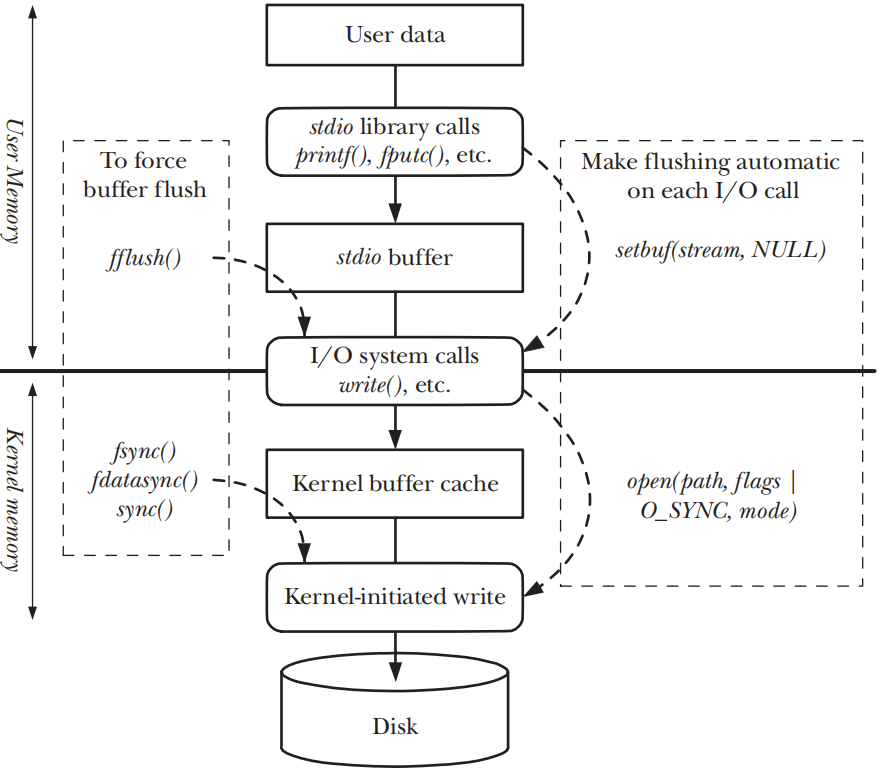 User data
User Memory
stdio library calls
printf(), fputc(), etc.
To force
buffer flush
Make flushing automatic
on each I/O call
fflush()
stdio buffer
setbuf(stream, NULL)
I/O system calls
write(), etc.
Kernel memory
fsync()
fdatasync()
sync()
Kernel buffer cache
open(path, flags |
O_SYNC, mode)
Kernel-initiated write
Disk